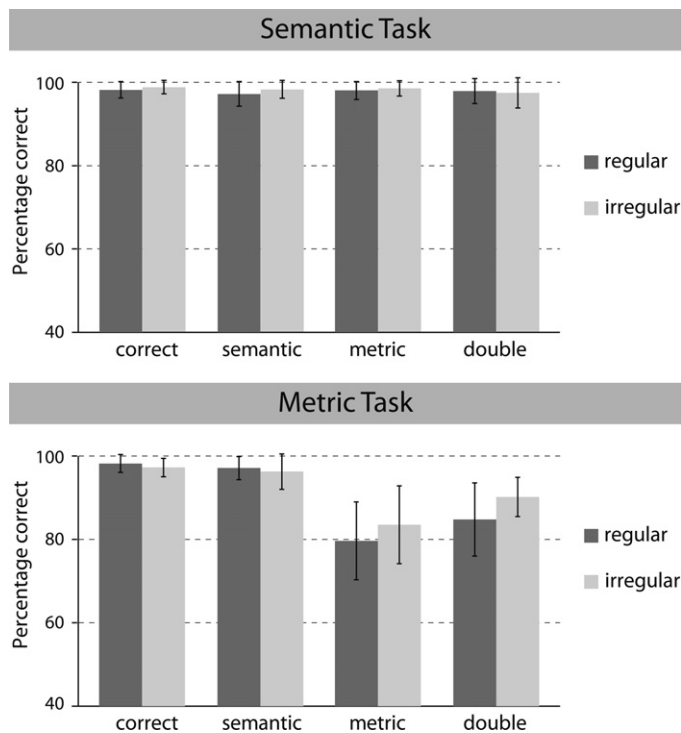 Semantic Task
Percentage correct
100
80
60
40
correct semantic metric double
regular
irregular
Metric Task
Percentage correct
100
80
60
40
correct semantic metric double
regular
irregular